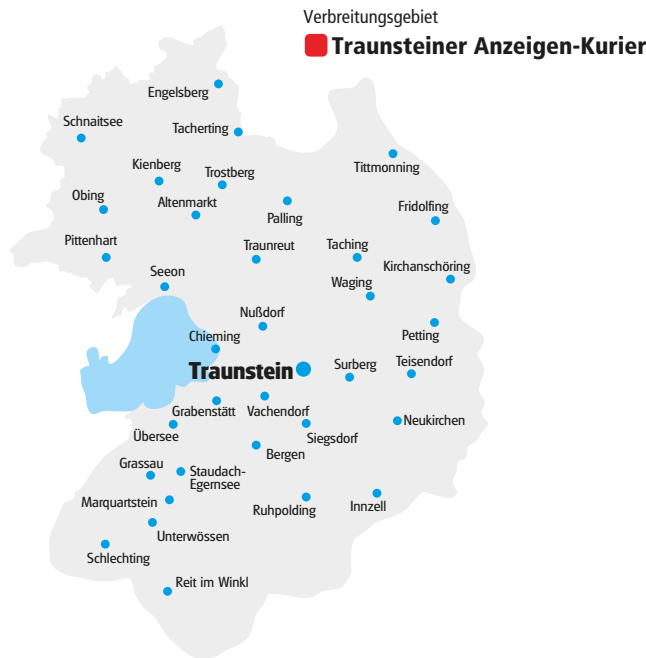 Verbreitungsgebiet
Traunsteiner Anzeigen-Kurier
Engelsberg
Schnaitsee
Tacherting
Tittmonning
Kienberg
Trostberg
Obing
Altenmarkt
Palling
Fridolfing
Pittenhart
Traunreut
Taching
Kirchanschöring
Seeon
Waging
Nußdorf
Chieming
Petting
Traunstein
Surberg
Teisendorf
Grabenstätt
Vachendorf
Neukirchen
Übersee
Siegsdorf
Bergen
Grassau
Staudach-
Egernsee
Marquartstein
Ruhpolding
Innzell
Unterwössen
Schlechting
Reit im Winkl